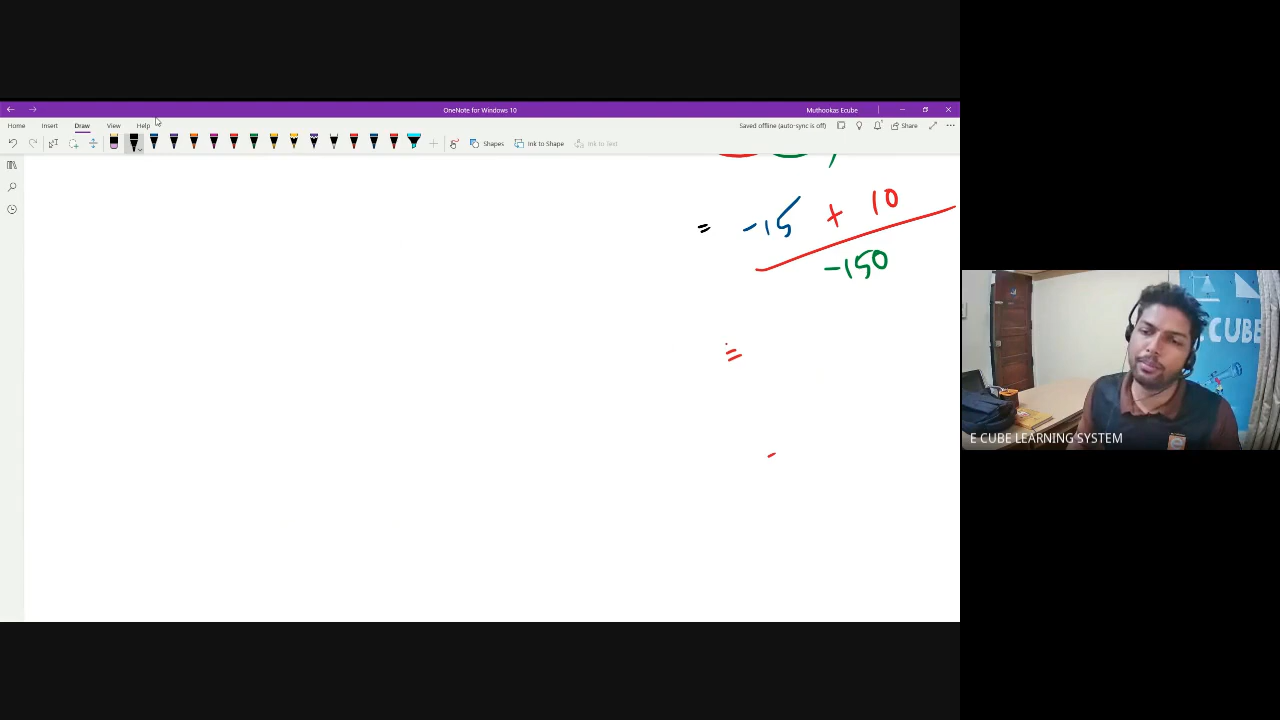 OneNote for Windows 10
Muthookas Ecube
Home Insert Draw View Help
Saved offline (auto-sync is off)
Share
Shapes
Ink to Shape
Ink to Text
= -15 + 10
-150
=
-
CUBE
E CUBE LEARNING SYSTEM